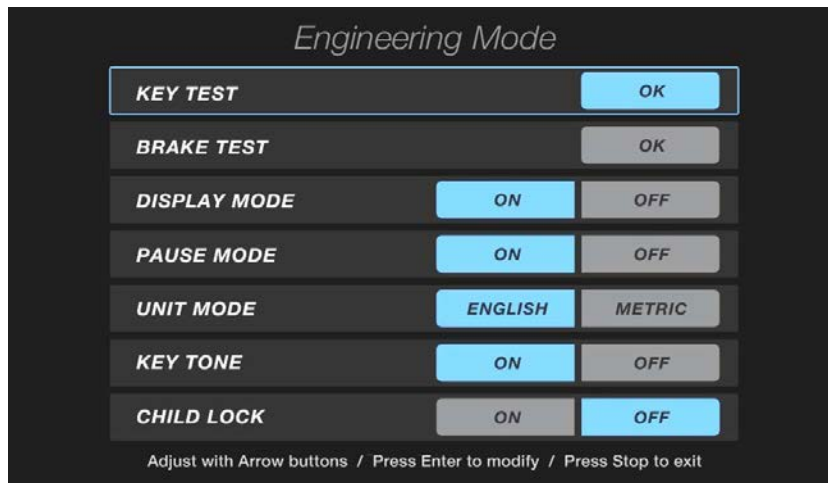 Engineering Mode
KEY TEST OK
BRAKE TEST OK
DISPLAY MODE ON OFF
PAUSE MODE ON OFF
UNIT MODE ENGLISH METRIC
KEY TONE ON OFF
CHILD LOCK ON OFF
Adjust with Arrow buttons / Press Enter to modify / Press Stop to exit